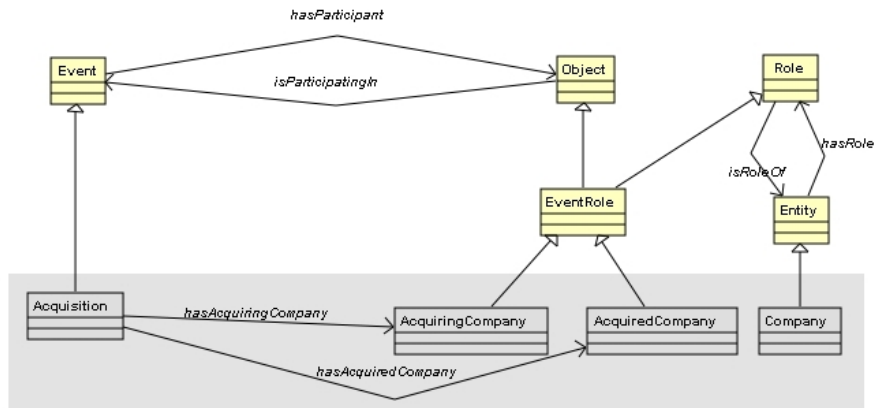 hasParticipant
Event
Object
Role
isParticipatingIn
hasRole
isRoleOf
EventRole
Entity
Acquisition
hasAcquiringCompany
AcquiringCompany
AcquiredCompany
Company
hasAcquiredCompany